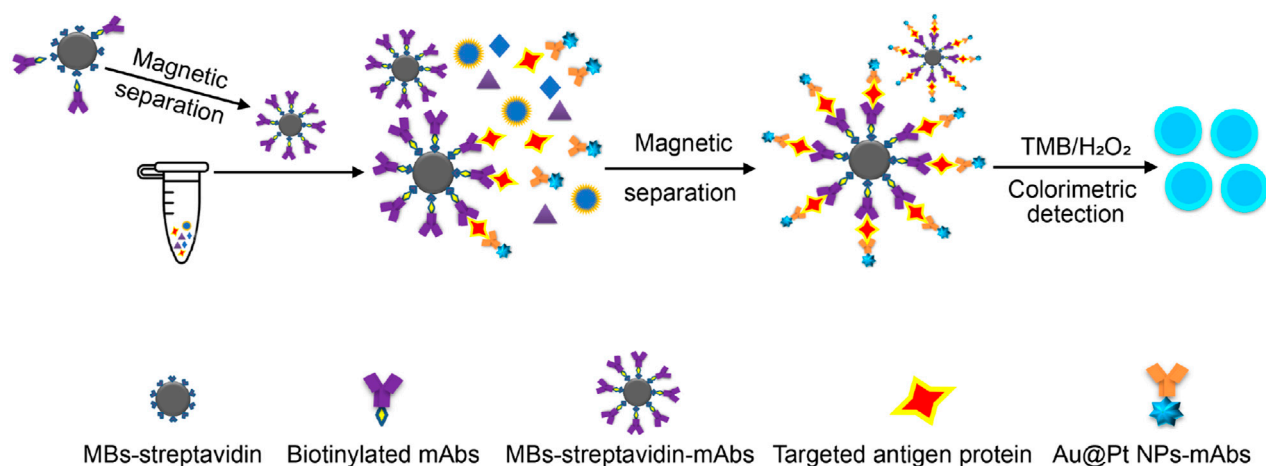 Magnetic
separation
Magnetic
separation
TMB/H₂O₂
Colorimetric
detection
MBs-streptavidin
Biotinylated mAbs
MBs-streptavidin-mAbs
Targeted antigen protein
Au@Pt NPs-mAbs